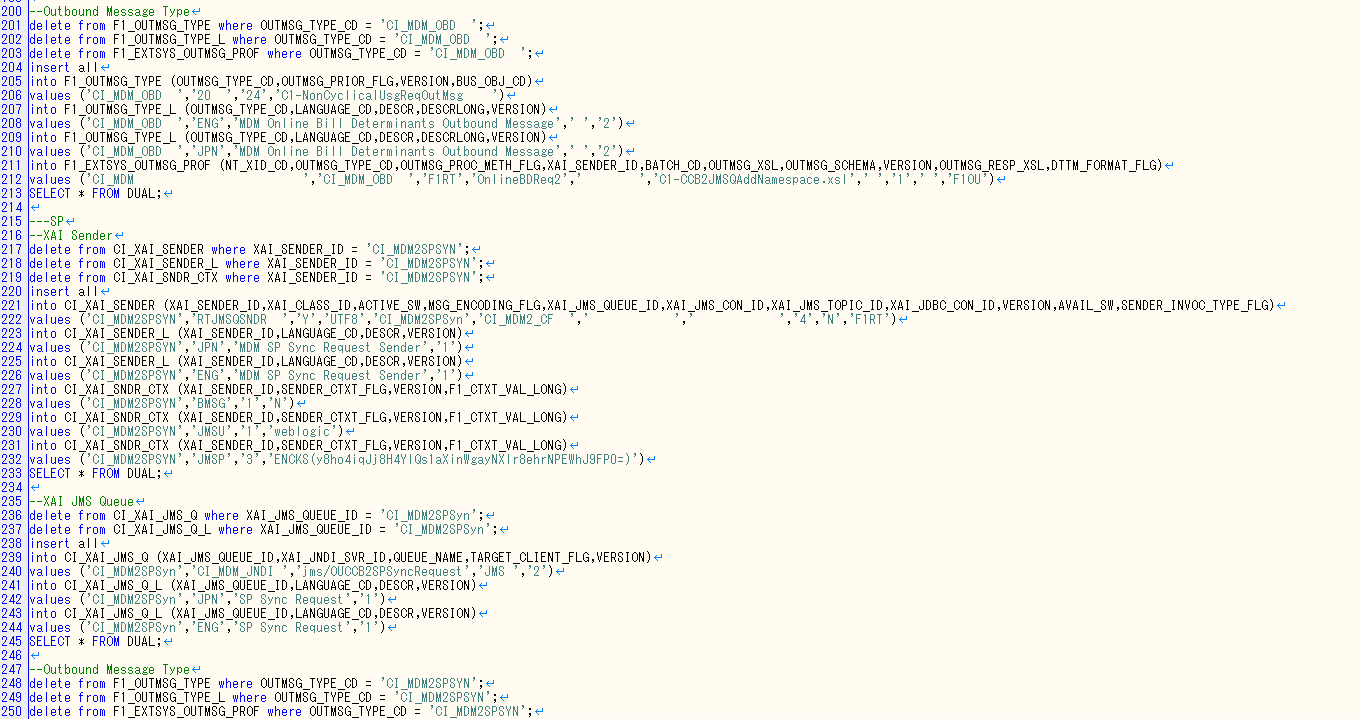 200 --Outbound Message Type↵
201 delete from F1_OUTMSG_TYPE where OUTMSG_TYPE_CD = 'CI_MDM_OBD  ';↵
202 delete from F1_OUTMSG_TYPE_L where OUTMSG_TYPE_CD = 'CI_MDM_OBD  ';↵
203 delete from F1_EXTSYS_OUTMSG_PROF where OUTMSG_TYPE_CD = 'CI_MDM_OBD  ';↵
204 insert all↵
205 into F1_OUTMSG_TYPE (OUTMSG_TYPE_CD,OUTMSG_PRIOR_FLG,VERSION,BUS_OBJ_CD)↵
206 values ('CI_MDM_OBD  ','20  ','24','C1-NonCyclicalUsgReqOutMsg    ')↵
207 into F1_OUTMSG_TYPE_L (OUTMSG_TYPE_CD,LANGUAGE_CD,DESCR,DESCRLONG,VERSION)↵
208 values ('CI_MDM_OBD  ','ENG','MDM Online Bill Determinants Outbound Message',' ','2')↵
209 into F1_OUTMSG_TYPE_L (OUTMSG_TYPE_CD,LANGUAGE_CD,DESCR,DESCRLONG,VERSION)↵
210 values ('CI_MDM_OBD  ','JPN','MDM Online Bill Determinants Outbound Message',' ','2')↵
211 into F1_EXTSYS_OUTMSG_PROF (NT_XID_CD,OUTMSG_TYPE_CD,OUTMSG_PROC_METH_FLG,XAI_SENDER_ID,BATCH_CD,OUTMSG_XSL,OUTMSG_SCHEMA,VERSION,OUTMSG_RESP_XSL,DTTM_FORMAT_FLG)↵
212 values ('CI_MDM                        ','CI_MDM_OBD  ','F1RT','OnlineBDReq2','        ','C1-CCB2JMSQAddNamespace.xsl',' ','1',' ','F1OU')↵
213 SELECT * FROM DUAL;↵
214 ↵
215 ---SP↵
216 --XAI Sender↵
217 delete from CI_XAI_SENDER where XAI_SENDER_ID = 'CI_MDM2SPSYN';↵
218 delete from CI_XAI_SENDER_L where XAI_SENDER_ID = 'CI_MDM2SPSYN';↵
219 delete from CI_XAI_SNDR_CTX where XAI_SENDER_ID = 'CI_MDM2SPSYN';↵
220 insert all↵
221 into CI_XAI_SENDER (XAI_SENDER_ID,XAI_CLASS_ID,ACTIVE_SW,MSG_ENCODING_FLG,XAI_JMS_QUEUE_ID,XAI_JMS_CON_ID,XAI_JMS_TOPIC_ID,XAI_JDBC_CON_ID,VERSION,AVAIL_SW,SENDER_INVOC_TYPE_FLG)↵
222 values ('CI_MDM2SPSYN','RTJMSQSNDR  ','Y','UTF8','CI_MDM2SPSyn','CI_MDM2_CF  ','            ','            ','4','N','F1RT')↵
223 into CI_XAI_SENDER_L (XAI_SENDER_ID,LANGUAGE_CD,DESCR,VERSION)↵
224 values ('CI_MDM2SPSYN','JPN','MDM SP Sync Request Sender','1')↵
225 into CI_XAI_SENDER_L (XAI_SENDER_ID,LANGUAGE_CD,DESCR,VERSION)↵
226 values ('CI_MDM2SPSYN','ENG','MDM SP Sync Request Sender','1')↵
227 into CI_XAI_SNDR_CTX (XAI_SENDER_ID,SENDER_CTXT_FLG,VERSION,F1_CTXT_VAL_LONG)↵
228 values ('CI_MDM2SPSYN','BMSG','1','N')↵
229 into CI_XAI_SNDR_CTX (XAI_SENDER_ID,SENDER_CTXT_FLG,VERSION,F1_CTXT_VAL_LONG)↵
230 values ('CI_MDM2SPSYN','JMSU','1','weblogic')↵
231 into CI_XAI_SNDR_CTX (XAI_SENDER_ID,SENDER_CTXT_FLG,VERSION,F1_CTXT_VAL_LONG)↵
232 values ('CI_MDM2SPSYN','JMSP','3','ENCKS(y8ho4iqJj8H4YlQs1aXinWgayNXIr8ehrNPEWhJ9FP0=)')↵
233 SELECT * FROM DUAL;↵
234 ↵
235 --XAI JMS Queue↵
236 delete from CI_XAI_JMS_Q where XAI_JMS_QUEUE_ID = 'CI_MDM2SPSyn';↵
237 delete from CI_XAI_JMS_Q_L where XAI_JMS_QUEUE_ID = 'CI_MDM2SPSyn';↵
238 insert all↵
239 into CI_XAI_JMS_Q (XAI_JMS_QUEUE_ID,XAI_JNDI_SVR_ID,QUEUE_NAME,TARGET_CLIENT_FLG,VERSION)↵
240 values ('CI_MDM2SPSyn','CI_MDM_JNDI ','jms/OUCCB2SPSyncRequest','JMS ','2')↵
241 into CI_XAI_JMS_Q_L (XAI_JMS_QUEUE_ID,LANGUAGE_CD,DESCR,VERSION)↵
242 values ('CI_MDM2SPSyn','JPN','SP Sync Request','1')↵
243 into CI_XAI_JMS_Q_L (XAI_JMS_QUEUE_ID,LANGUAGE_CD,DESCR,VERSION)↵
244 values ('CI_MDM2SPSyn','ENG','SP Sync Request','1')↵
245 SELECT * FROM DUAL;↵
246 ↵
247 --Outbound Message Type↵
248 delete from F1_OUTMSG_TYPE where OUTMSG_TYPE_CD = 'CI_MDM2SPSYN';↵
249 delete from F1_OUTMSG_TYPE_L where OUTMSG_TYPE_CD = 'CI_MDM2SPSYN';↵
250 delete from F1_EXTSYS_OUTMSG_PROF where OUTMSG_TYPE_CD = 'CI_MDM2SPSYN';↵